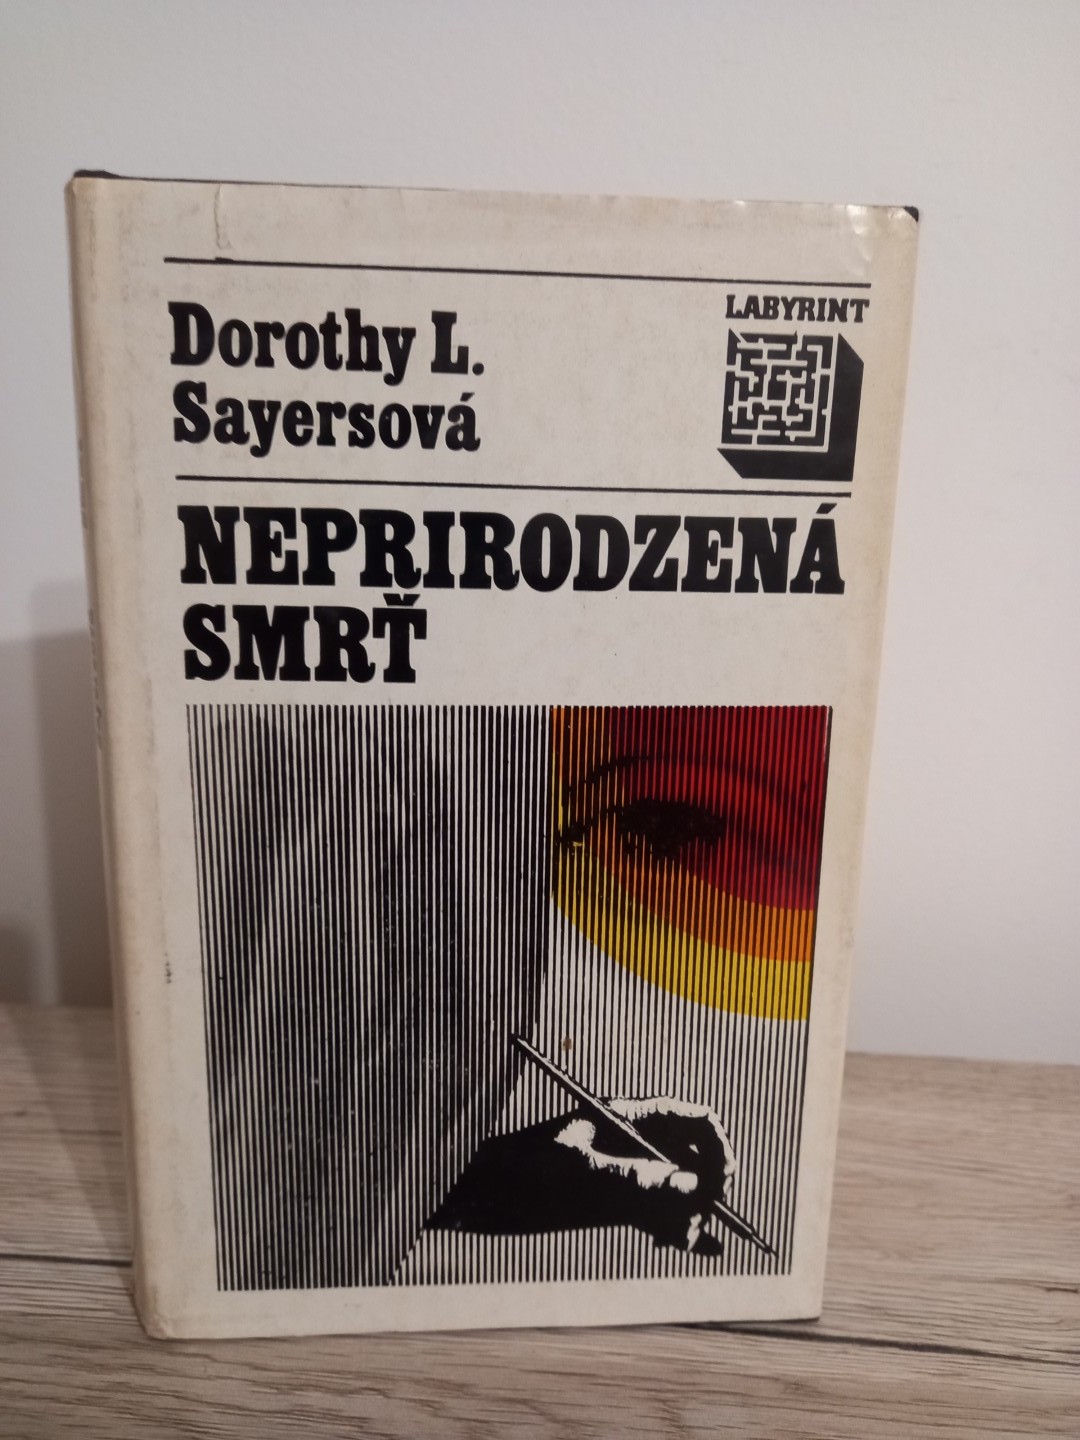 LABYRINT
Dorothy L.
Sayersová
NEPRIRODZENÁ
SMRŤ